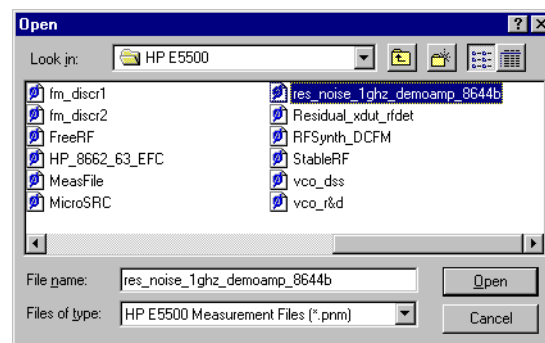 Open
Look in: HP E5500
fm_discr1
fm_discr2
FreeRF
HP_8662_63_EFC
MeasFile
MicroSRC
res_noise_1ghz_demoamp_8644b
Residual_xdut_rfdet
RFSynth_DCFM
StableRF
vco_dss
vco_r&d
File name: res_noise_1ghz_demoamp_8644b Open
Files of type: HP E5500 Measurement Files (*.pnm) Cancel